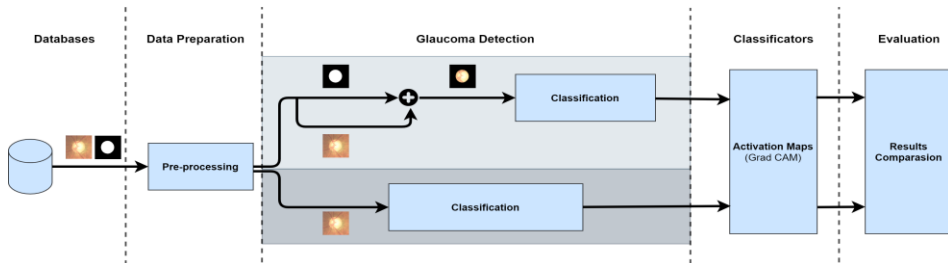 Databases
Data Preparation
Glaucoma Detection
Classificators
Evaluation
Pre-processing
Classification
Classification
Activation Maps
(Grad CAM)
Results
Comparasion